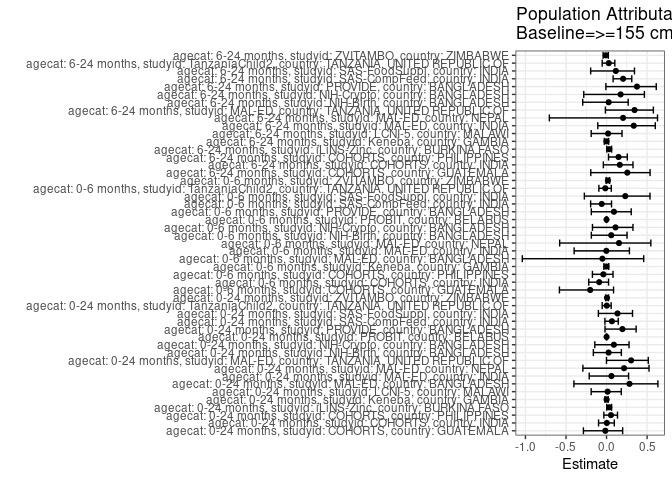 Population Attributa
Baseline=>=155 cm
agecat: 6-24 months, studyid: ZVITAMBO, country: ZIMBABWE
agecat: 6-24 months, studyid: TanzaniaChild2, country: TANZANIA, UNITED REPUBLIC OF
agecat: 6-24 months, studyid: SAS-FoodSuppl, country: INDIA
agecat: 6-24 months, studyid: SAS-CompFeed, country: INDIA
agecat: 6-24 months, studyid: PROVIDE, country: BANGLADESH
agecat: 6-24 months, studyid: NIH-Crypto, country: BANGLADESH
agecat: 6-24 months, studyid: NIH-Birth, country: BANGLADESH
agecat: 6-24 months, studyid: MAL-ED, country: TANZANIA, UNITED REPUBLIC OF
agecat: 6-24 months, studyid: MAL-ED, country: NEPAL
agecat: 6-24 months, studyid: MAL-ED, country: INDIA
agecat: 6-24 months, studyid: LCNI-5, country: MALAWI
agecat: 6-24 months, studyid: Keneba, country: GAMBIA
agecat: 6-24 months, studyid: iLiNS-Zinc, country: BURKINA FASO
agecat: 6-24 months, studyid: COHORTS, country: PHILIPPINES
agecat: 6-24 months, studyid: COHORTS, country: INDIA
agecat: 6-24 months, studyid: COHORTS, country: GUATEMALA
agecat: 0-6 months, studyid: ZVITAMBO, country: ZIMBABWE
agecat: 0-6 months, studyid: TanzaniaChild2, country: TANZANIA, UNITED REPUBLIC OF
agecat: 0-6 months, studyid: SAS-FoodSuppl, country: INDIA
agecat: 0-6 months, studyid: SAS-CompFeed, country: INDIA
agecat: 0-6 months, studyid: PROVIDE, country: BANGLADESH
agecat: 0-6 months, studyid: PROBIT, country: BELARUS
agecat: 0-6 months, studyid: NIH-Crypto, country: BANGLADESH
agecat: 0-6 months, studyid: NIH-Birth, country: BANGLADESH
agecat: 0-6 months, studyid: MAL-ED, country: NEPAL
agecat: 0-6 months, studyid: MAL-ED, country: INDIA
agecat: 0-6 months, studyid: MAL-ED, country: BANGLADESH
agecat: 0-6 months, studyid: Keneba, country: GAMBIA
agecat: 0-6 months, studyid: COHORTS, country: PHILIPPINES
agecat: 0-6 months, studyid: COHORTS, country: INDIA
agecat: 0-6 months, studyid: COHORTS, country: GUATEMALA
agecat: 0-24 months, studyid: ZVITAMBO, country: ZIMBABWE
agecat: 0-24 months, studyid: TanzaniaChild2, country: TANZANIA, UNITED REPUBLIC OF
agecat: 0-24 months, studyid: SAS-FoodSuppl, country: INDIA
agecat: 0-24 months, studyid: SAS-CompFeed, country: INDIA
agecat: 0-24 months, studyid: PROVIDE, country: BANGLADESH
agecat: 0-24 months, studyid: PROBIT, country: BELARUS
agecat: 0-24 months, studyid: NIH-Crypto, country: BANGLADESH
agecat: 0-24 months, studyid: NIH-Birth, country: BANGLADESH
agecat: 0-24 months, studyid: MAL-ED, country: TANZANIA, UNITED REPUBLIC OF
agecat: 0-24 months, studyid: MAL-ED, country: NEPAL
agecat: 0-24 months, studyid: MAL-ED, country: INDIA
agecat: 0-24 months, studyid: MAL-ED, country: BANGLADESH
agecat: 0-24 months, studyid: LCNI-5, country: MALAWI
agecat: 0-24 months, studyid: Keneba, country: GAMBIA
agecat: 0-24 months, studyid: iLiNS-Zinc, country: BURKINA FASO
agecat: 0-24 months, studyid: COHORTS, country: PHILIPPINES
agecat: 0-24 months, studyid: COHORTS, country: INDIA
agecat: 0-24 months, studyid: COHORTS, country: GUATEMALA
-1.0 -0.5 0.0 0.5
Estimate